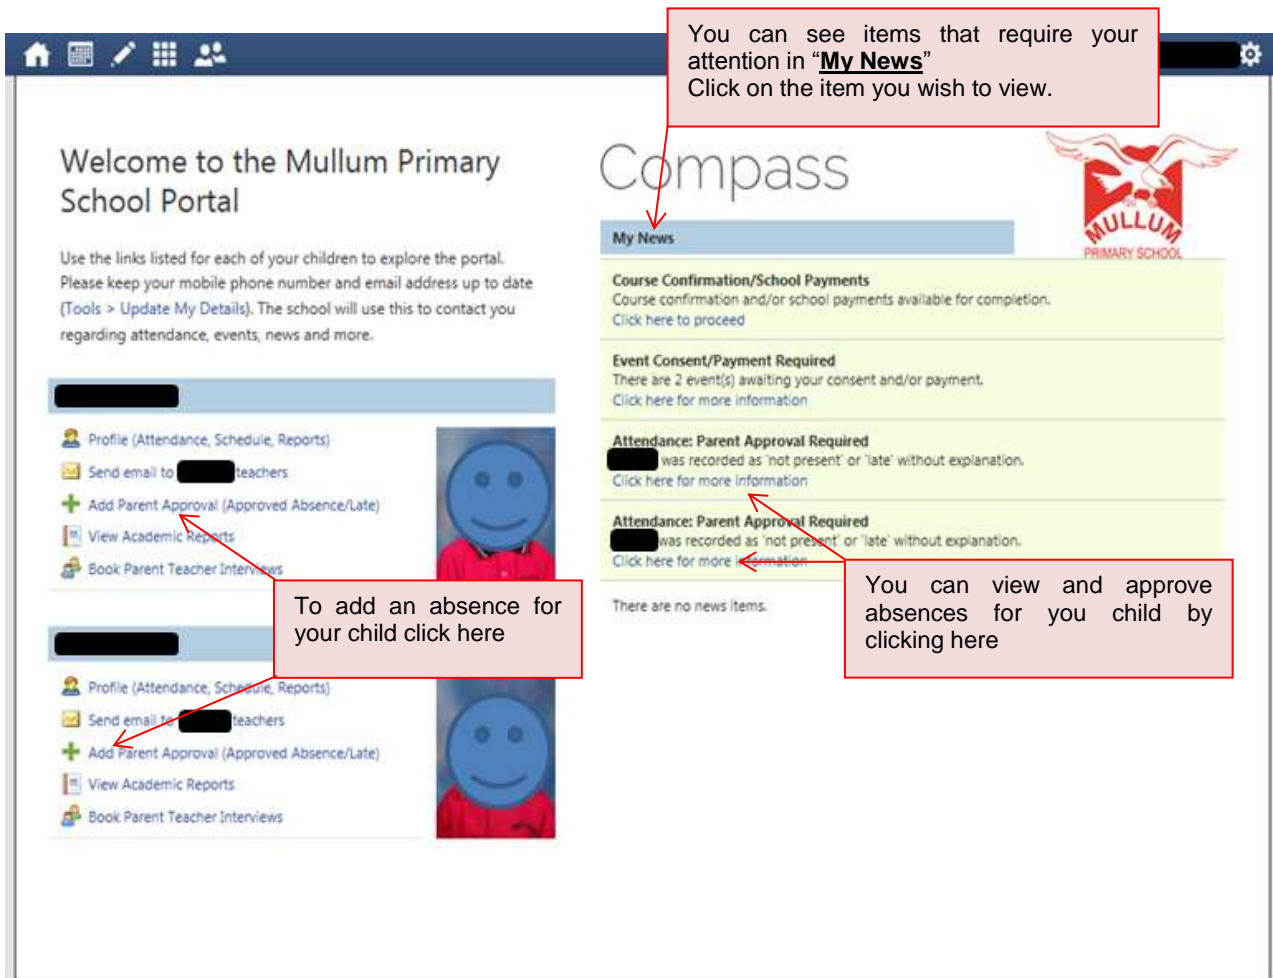 You can see items that require your
attention in “My News”
Click on the item you wish to view.
Welcome to the Mullum Primary
School Portal
Use the links listed for each of your children to explore the portal.
Please keep your mobile phone number and email address up to date
(Tools > Update My Details). The school will use this to contact you
regarding attendance, events, news and more.
Profile (Attendance, Schedule, Reports)
Send email to teachers
Add Parent Approval (Approved Absence/Late)
View Academic Reports
Book Parent Teacher Interviews
To add an absence for
your child click here
Profile (Attendance, Schedule, Reports)
Send email to teachers
Add Parent Approval (Approved Absence/Late)
View Academic Reports
Book Parent Teacher Interviews
Compass
MULLUM
PRIMARY SCHOOL
My News
Course Confirmation/School Payments
Course confirmation and/or school payments available for completion.
Click here to proceed
Event Consent/Payment Required
There are 2 event(s) awaiting your consent and/or payment.
Click here for more information
Attendance: Parent Approval Required
was recorded as 'not present' or 'late' without explanation.
Click here for more information
Attendance: Parent Approval Required
was recorded as 'not present' or 'late' without explanation.
Click here for more information
There are no news items.
You can view and approve
absences for you child by
clicking here